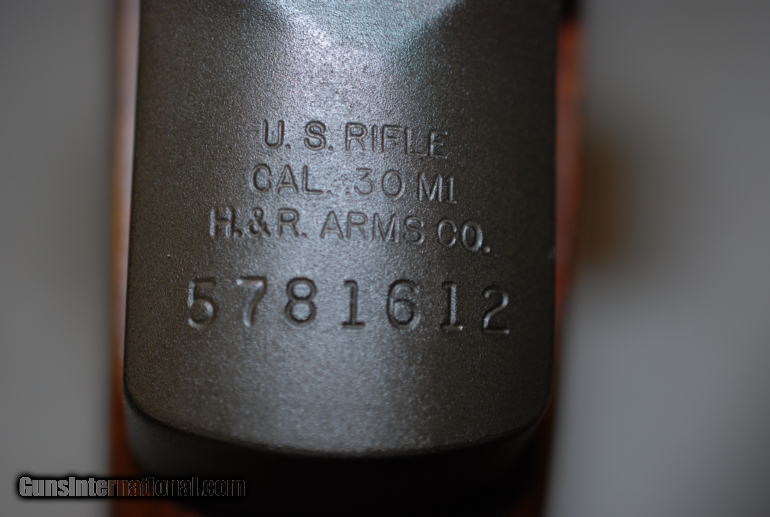 U. S. RIFLE
CAL. .30 M1
H.&R. ARMS CO.
5781612
GunsInternational.com